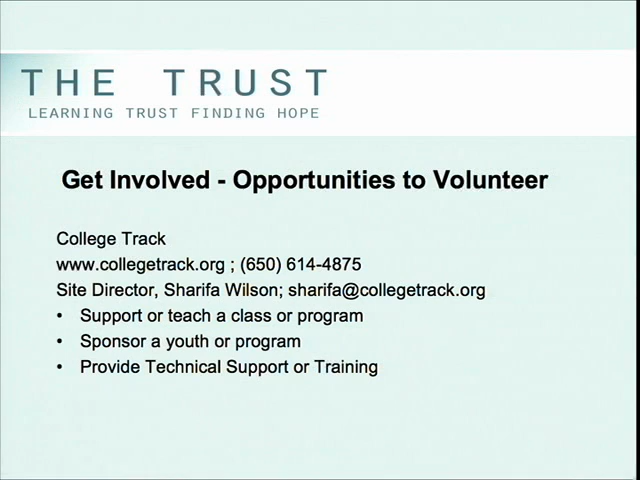 THE TRUST
LEARNING TRUST FINDING HOPE
Get Involved - Opportunities to Volunteer
College Track
www.collegetrack.org ; (650) 614-4875
Site Director, Sharifa Wilson; sharifa@collegetrack.org
• Support or teach a class or program
• Sponsor a youth or program
• Provide Technical Support or Training